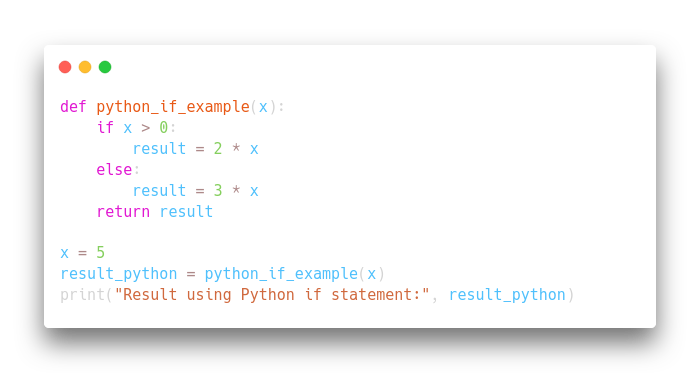 def python_if_example(x):
    if x > 0:
        result = 2 * x
    else:
        result = 3 * x
    return result

x = 5
result_python = python_if_example(x)
print("Result using Python if statement:", result_python)